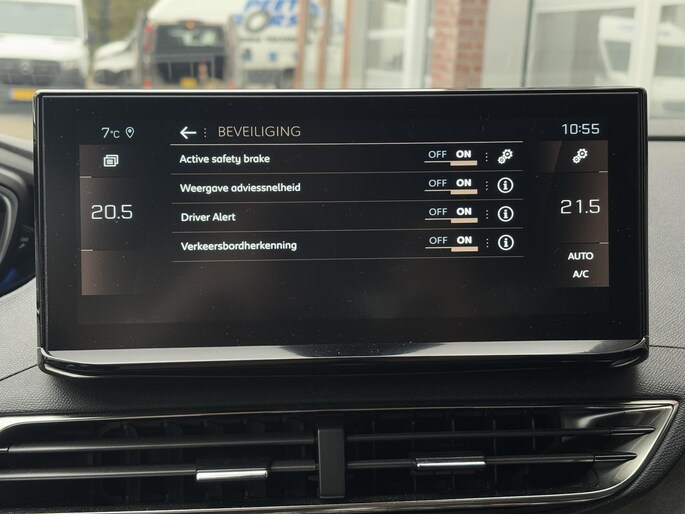 7°C
BEVEILIGING
10:55
Active safety brake OFF ON
Weergave adviessnelheid OFF ON
Driver Alert OFF ON
Verkeersbordherkenning OFF ON
20.5
21.5
AUTO
A/C